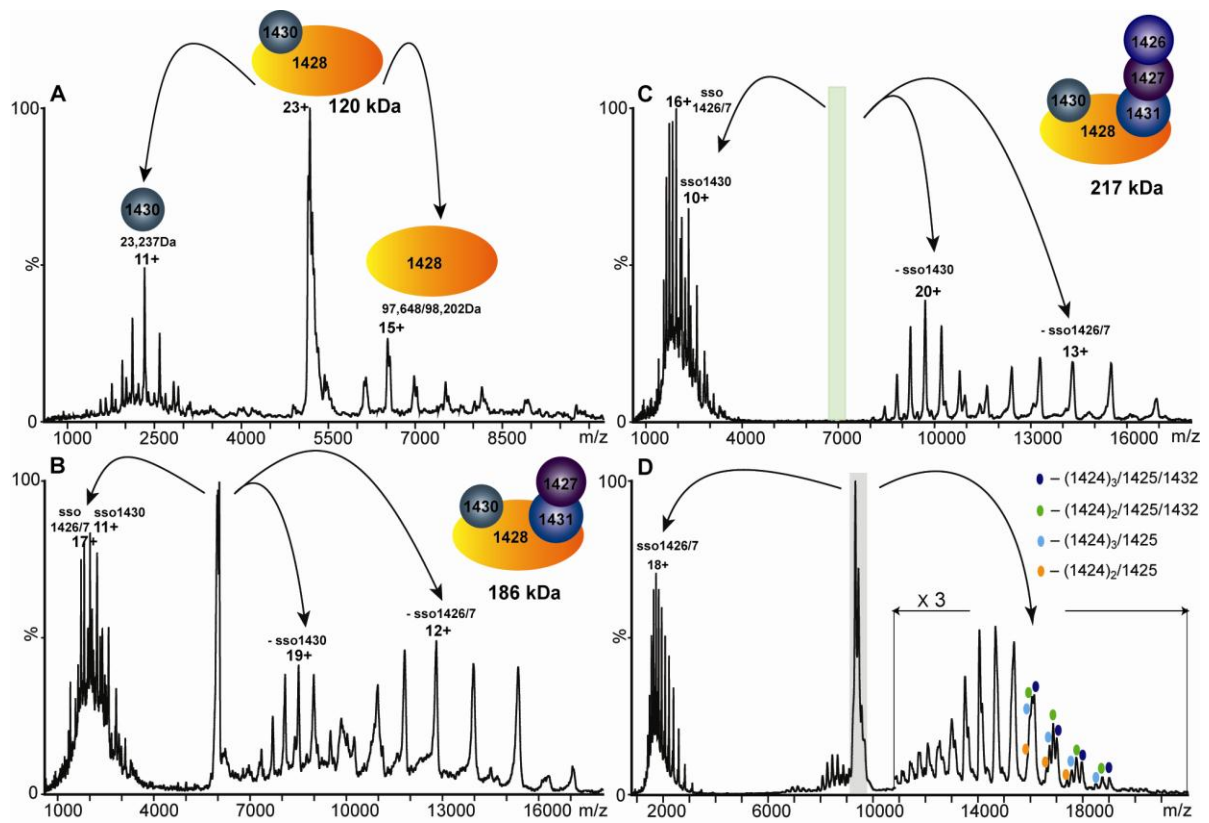 A
100
%
0
1430
1428
120 kDa
23+
1430
23,237Da
11+
1428
97,648/98,202Da
15+
1000 2500 4000 5500 7000 8500 m/z
B
100
%
0
sso
1426/7
17+
sso1430
11+
- sso1430
19+
- sso1426/7
12+
1430
1428
1427
1431
186 kDa
1000 4000 7000 10000 13000 16000 m/z
C
100
%
0
16+ sso
1426/7
sso1430
10+
- sso1430
20+
- sso1426/7
13+
1426
1427
1430
1428
1431
217 kDa
1000 4000 7000 10000 13000 16000 m/z
D
100
%
0
sso1426/7
18+
X 3
– (1424)₃/1425/1432
– (1424)₂/1425/1432
– (1424)₃/1425
– (1424)₂/1425
2000 6000 10000 14000 18000 m/z